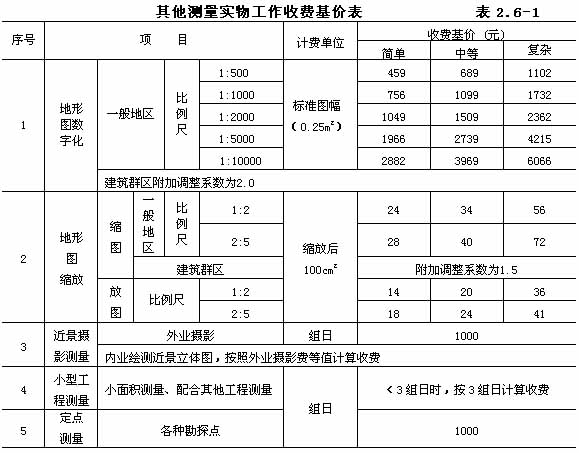 其他测量实物工作收费基价表 表 2.6-1
序号 项 目 计费单位 收费基价 (元)
简单 中等 复杂
1 地形图数字化 一般地区 比例尺 标准图幅（0.25m²）
1:500 459 689 1102
1:1000 756 1099 1732
1:2000 1049 1509 2362
1:5000 1966 2739 4215
1:10000 2882 3969 6066
建筑群区附加调整系数为2.0
2 地形图缩放 缩放后100cm²
缩图 一般地区 比例尺 1:2 24 34 56
2:5 28 40 72
建筑群区 附加调整系数为1.5
放图 比例尺 1:2 14 20 36
2:5 18 24 41
3 近景摄影测量 外业摄影 组日 1000
内业绘测近景立体图，按照外业摄影费等值计算收费
4 小型工程测量 小面积测量、配合其他工程测量 组日 <3组日时，按3组日计算收费
5 定点测量 各种勘探点 1000